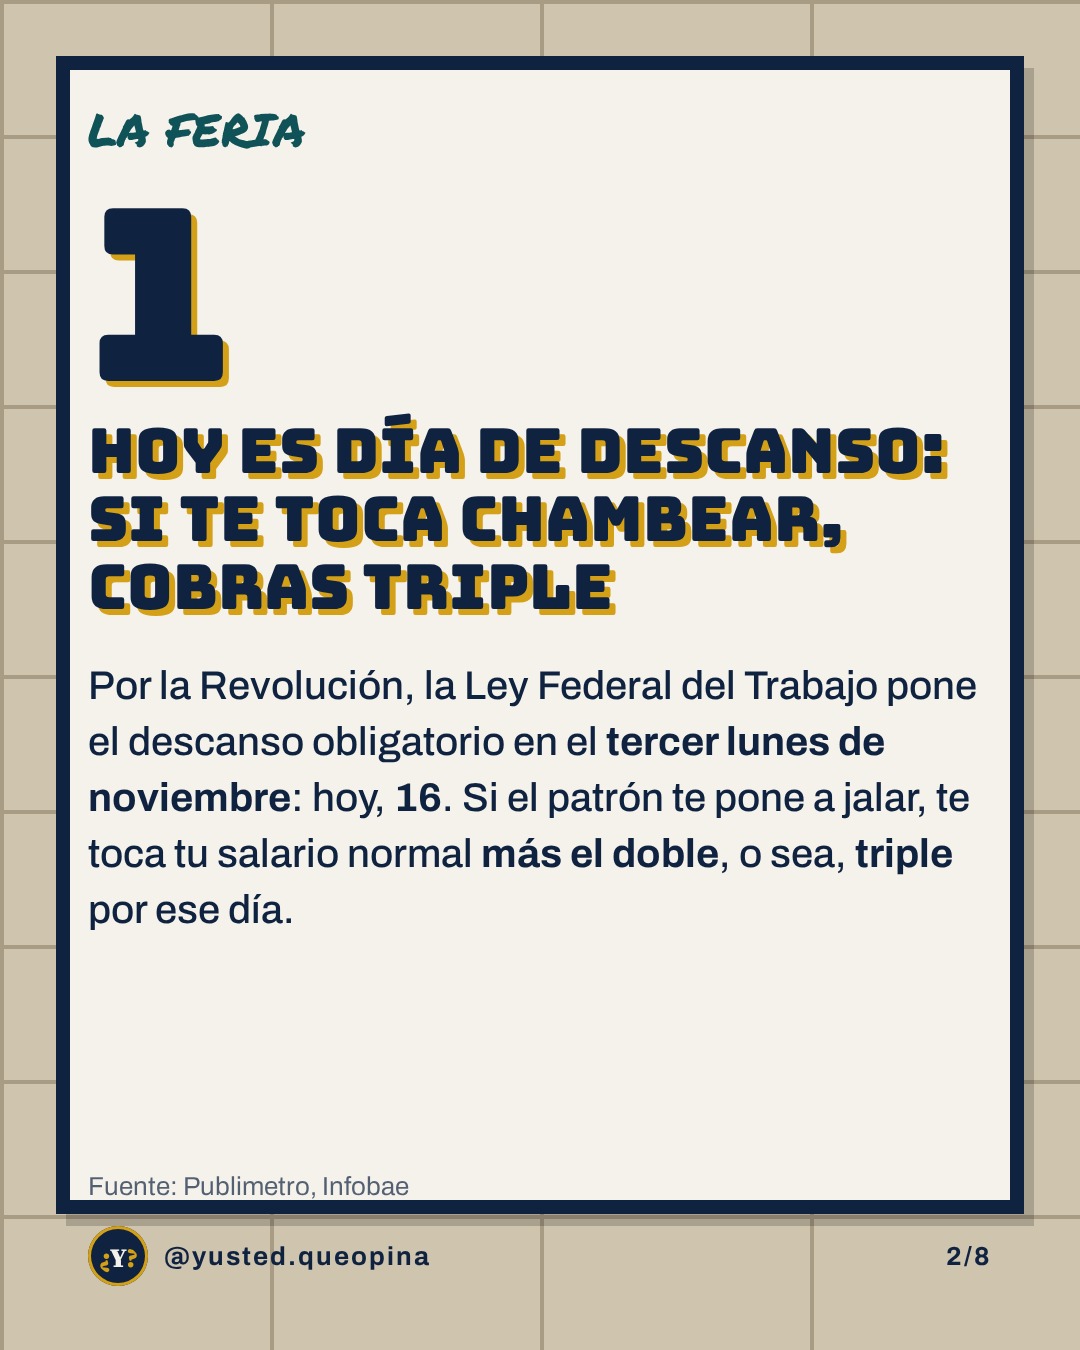 LA FERIA
1
HOY ES DÍA DE DESCANSO:
SI TE TOCA CHAMBEAR,
COBRAS TRIPLE
Por la Revolución, la Ley Federal del Trabajo pone
el descanso obligatorio en el tercer lunes de
noviembre: hoy, 16. Si el patrón te pone a jalar, te
toca tu salario normal más el doble, o sea, triple
por ese día.
Fuente: Publimetro, Infobae
¿Y? @yusted.queopina
2/8